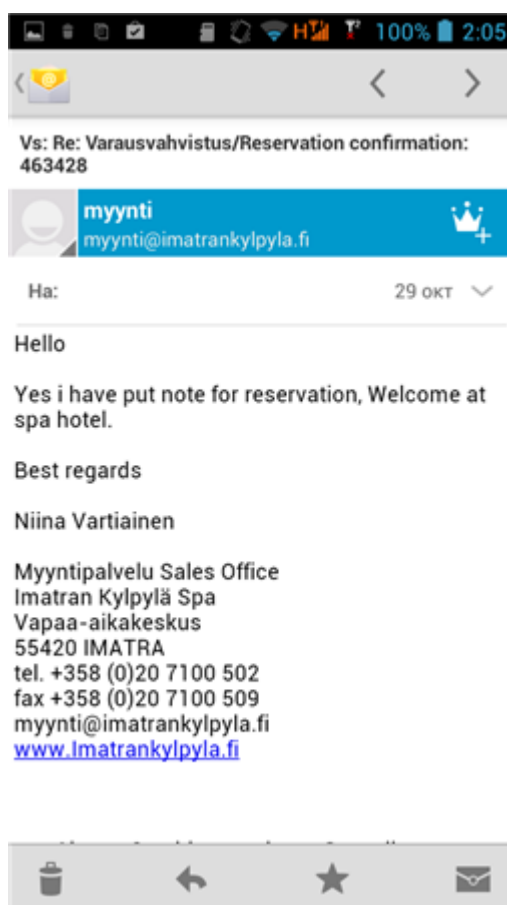 H
100% 2:05
Vs: Re: Varausvahvistus/Reservation confirmation:
463428
myynti
myynti@imatrankylpyla.fi
На:
29 окт
Hello
Yes i have put note for reservation, Welcome at
spa hotel.
Best regards
Niina Vartiainen
Myyntipalvelu Sales Office
Imatran Kylpylä Spa
Vapaa-aikakeskus
55420 IMATRA
tel. +358 (0)20 7100 502
fax +358 (0)20 7100 509
myynti@imatrankylpyla.fi
www.Imatrankylpyla.fi